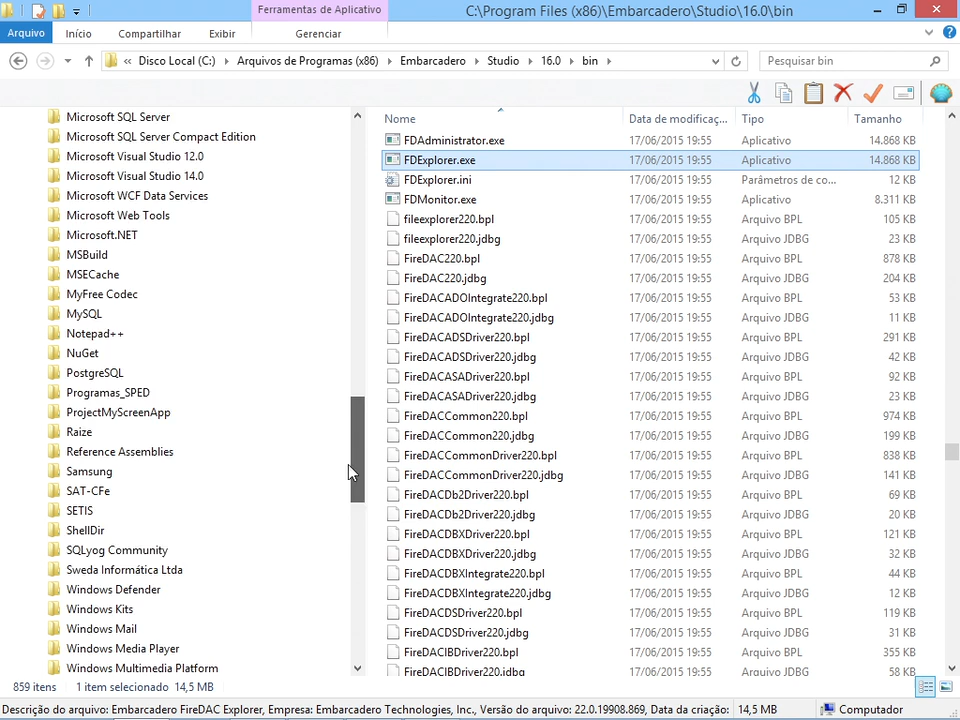 Ferramentas de Aplicativo
C:\Program Files (x86)\Embarcadero\Studio\16.0\bin
Arquivo
Início
Compartilhar
Exibir
Gerenciar
« Disco Local (C:) › Arquivos de Programas (x86) › Embarcadero › Studio › 16.0 › bin ›
Pesquisar bin
Microsoft SQL Server
Microsoft SQL Server Compact Edition
Microsoft Visual Studio 12.0
Microsoft Visual Studio 14.0
Microsoft WCF Data Services
Microsoft Web Tools
Microsoft.NET
MSBuild
MSECache
MyFree Codec
MySQL
Notepad++
NuGet
PostgreSQL
Programas_SPED
ProjectMyScreenApp
Raize
Reference Assemblies
Samsung
SAT-CFe
SETIS
ShellDir
SQLyog Community
Sweda Informática Ltda
Windows Defender
Windows Kits
Windows Mail
Windows Media Player
Windows Multimedia Platform
Nome Data de modificaç... Tipo Tamanho
FDAdministrator.exe 17/06/2015 19:55 Aplicativo 14.868 KB
FDExplorer.exe 17/06/2015 19:55 Aplicativo 14.868 KB
FDExplorer.ini 17/06/2015 19:55 Parâmetros de co... 12 KB
FDMonitor.exe 17/06/2015 19:55 Aplicativo 8.311 KB
fileexplorer220.bpl 17/06/2015 19:55 Arquivo BPL 105 KB
fileexplorer220.jdbg 17/06/2015 19:55 Arquivo JDBG 23 KB
FireDAC220.bpl 17/06/2015 19:55 Arquivo BPL 878 KB
FireDAC220.jdbg 17/06/2015 19:55 Arquivo JDBG 204 KB
FireDACADOIntegrate220.bpl 17/06/2015 19:55 Arquivo BPL 53 KB
FireDACADOIntegrate220.jdbg 17/06/2015 19:55 Arquivo JDBG 11 KB
FireDACADSDriver220.bpl 17/06/2015 19:55 Arquivo BPL 291 KB
FireDACADSDriver220.jdbg 17/06/2015 19:55 Arquivo JDBG 42 KB
FireDACASADriver220.bpl 17/06/2015 19:55 Arquivo BPL 92 KB
FireDACASADriver220.jdbg 17/06/2015 19:55 Arquivo JDBG 23 KB
FireDACCommon220.bpl 17/06/2015 19:55 Arquivo BPL 974 KB
FireDACCommon220.jdbg 17/06/2015 19:55 Arquivo JDBG 199 KB
FireDACCommonDriver220.bpl 17/06/2015 19:55 Arquivo BPL 838 KB
FireDACCommonDriver220.jdbg 17/06/2015 19:55 Arquivo JDBG 141 KB
FireDACDb2Driver220.bpl 17/06/2015 19:55 Arquivo BPL 69 KB
FireDACDb2Driver220.jdbg 17/06/2015 19:55 Arquivo JDBG 20 KB
FireDACDBXDriver220.bpl 17/06/2015 19:55 Arquivo BPL 121 KB
FireDACDBXDriver220.jdbg 17/06/2015 19:55 Arquivo JDBG 32 KB
FireDACDBXIntegrate220.bpl 17/06/2015 19:55 Arquivo BPL 44 KB
FireDACDBXIntegrate220.jdbg 17/06/2015 19:55 Arquivo JDBG 12 KB
FireDACDSDriver220.bpl 17/06/2015 19:55 Arquivo BPL 119 KB
FireDACDSDriver220.jdbg 17/06/2015 19:55 Arquivo JDBG 31 KB
FireDACIBDriver220.bpl 17/06/2015 19:55 Arquivo BPL 355 KB
FireDACIBDriver220.jdbg 17/06/2015 19:55 Arquivo JDBG 58 KB
859 itens 1 item selecionado 14,5 MB
Descrição do arquivo: Embarcadero FireDAC Explorer, Empresa: Embarcadero Technologies, Inc., Versão do arquivo: 22.0.19908.869, Data da criação: 14,5 MB Computador